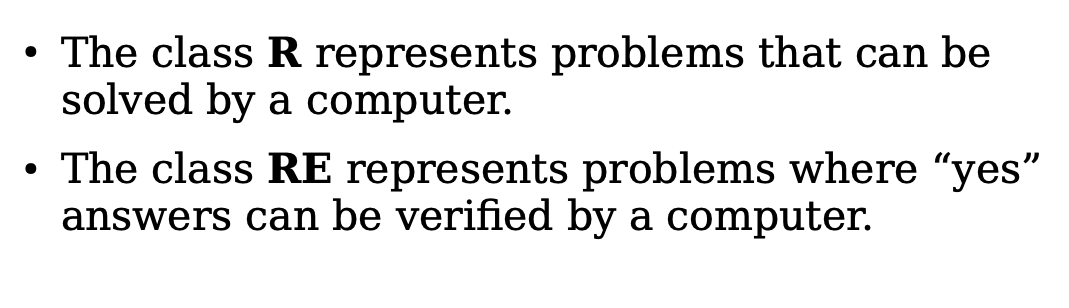 • The class R represents problems that can be
solved by a computer.
• The class RE represents problems where “yes”
answers can be verified by a computer.